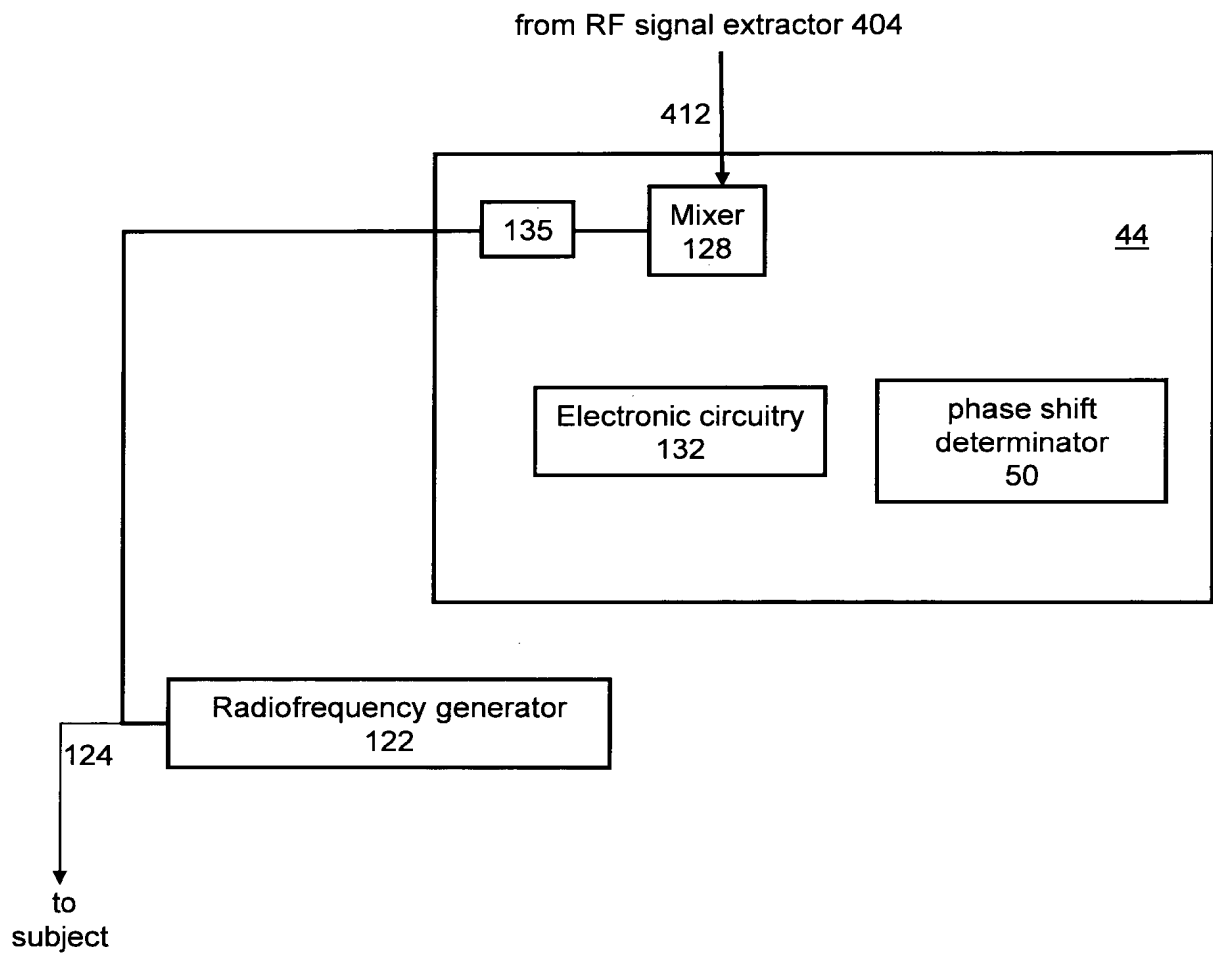 from RF signal extractor 404
412
135
Mixer
128
44
Electronic circuitry
132
phase shift
determinator
50
Radiofrequency generator
122
124
to
subject